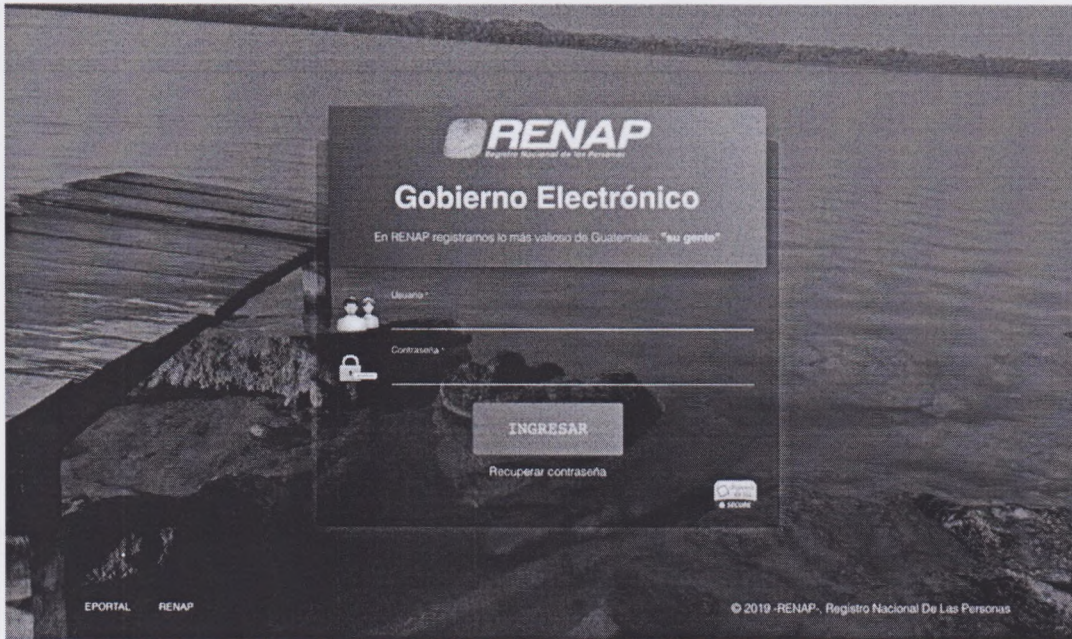 RENAP
Registro Nacional de las Personas
Gobierno Electrónico
En RENAP registramos lo más valioso de Guatemala... "su gente"
Usuario *
Contraseña *
INGRESAR
Recuperar contraseña
SECURE
EPORTAL RENAP
© 2019 -RENAP-, Registro Nacional De Las Personas